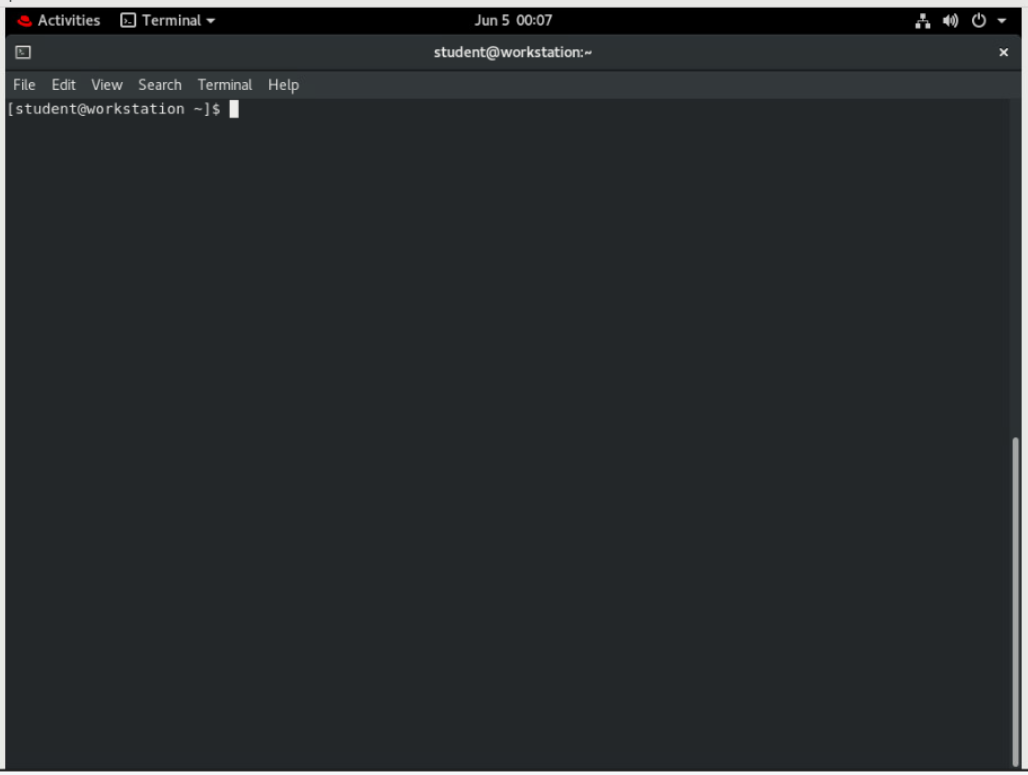 Activities Terminal Jun 5 00:07
student@workstation:~
File Edit View Search Terminal Help
[student@workstation ~]$